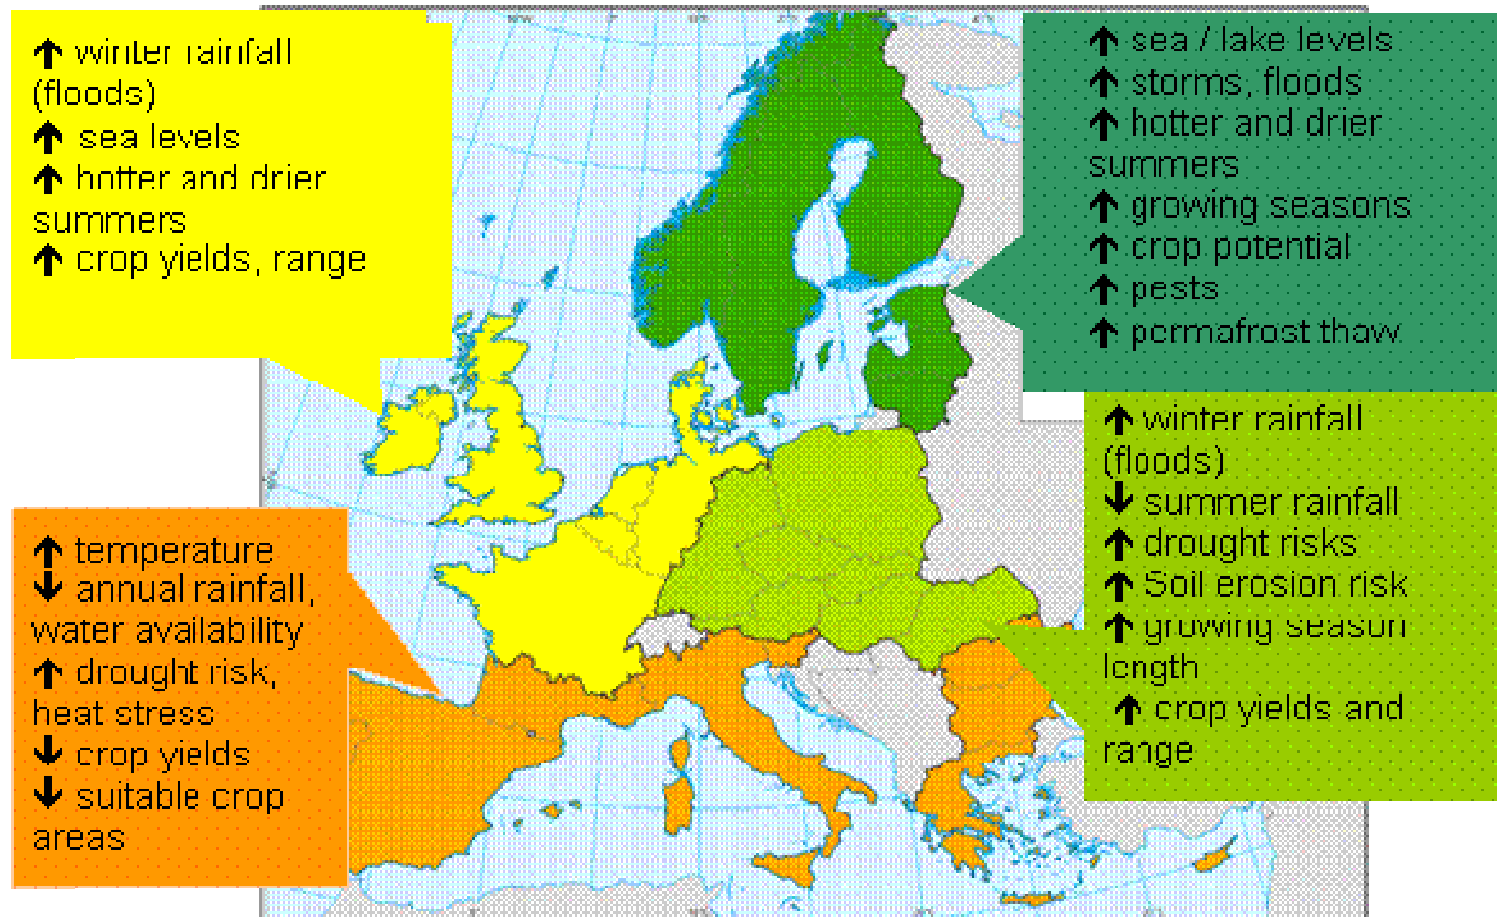 ↑ winter rainfall
(floods)
↑ sea levels
↑ hotter and drier
summers
↑ crop yields, range
↑ sea / lake levels
↑ storms, floods
↑ hotter and drier
summers
↑ growing seasons
↑ crop potential
↑ pests
↑ permafrost thaw
↑ temperature
↓ annual rainfall,
water availability
↑ drought risk,
heat stress
↓ crop yields
↓ suitable crop
areas
↑ winter rainfall
(floods)
↓ summer rainfall
↑ drought risks
↑ Soil erosion risk
↑ growing season
length
↑ crop yields and
range